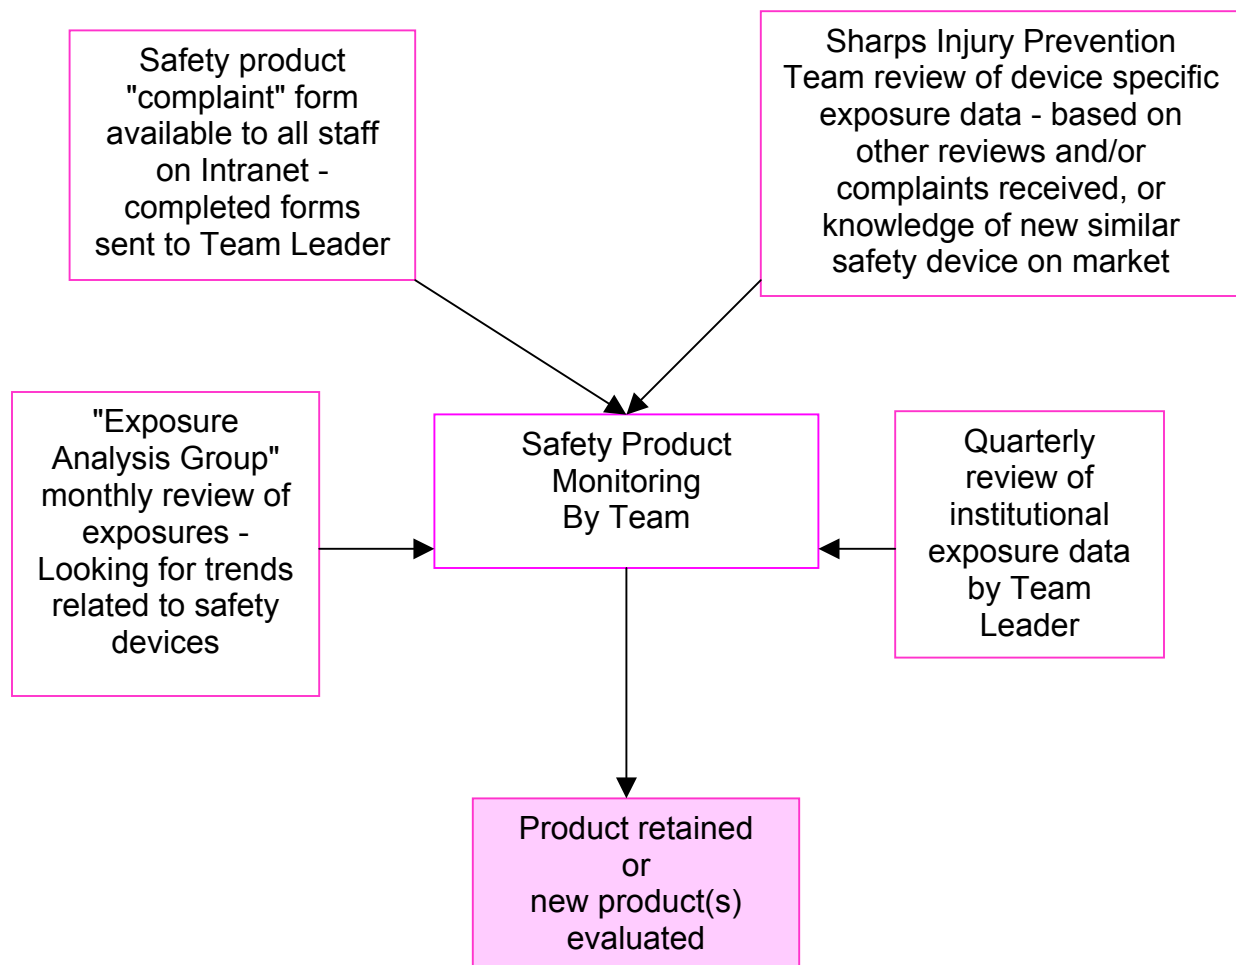 Safety product
"complaint" form
available to all staff
on Intranet -
completed forms
sent to Team Leader
Sharps Injury Prevention
Team review of device specific
exposure data - based on
other reviews and/or
complaints received, or
knowledge of new similar
safety device on market
"Exposure
Analysis Group"
monthly review of
exposures -
Looking for trends
related to safety
devices
Safety Product
Monitoring
By Team
Quarterly
review of
institutional
exposure data
by Team
Leader
Product retained
or
new product(s)
evaluated